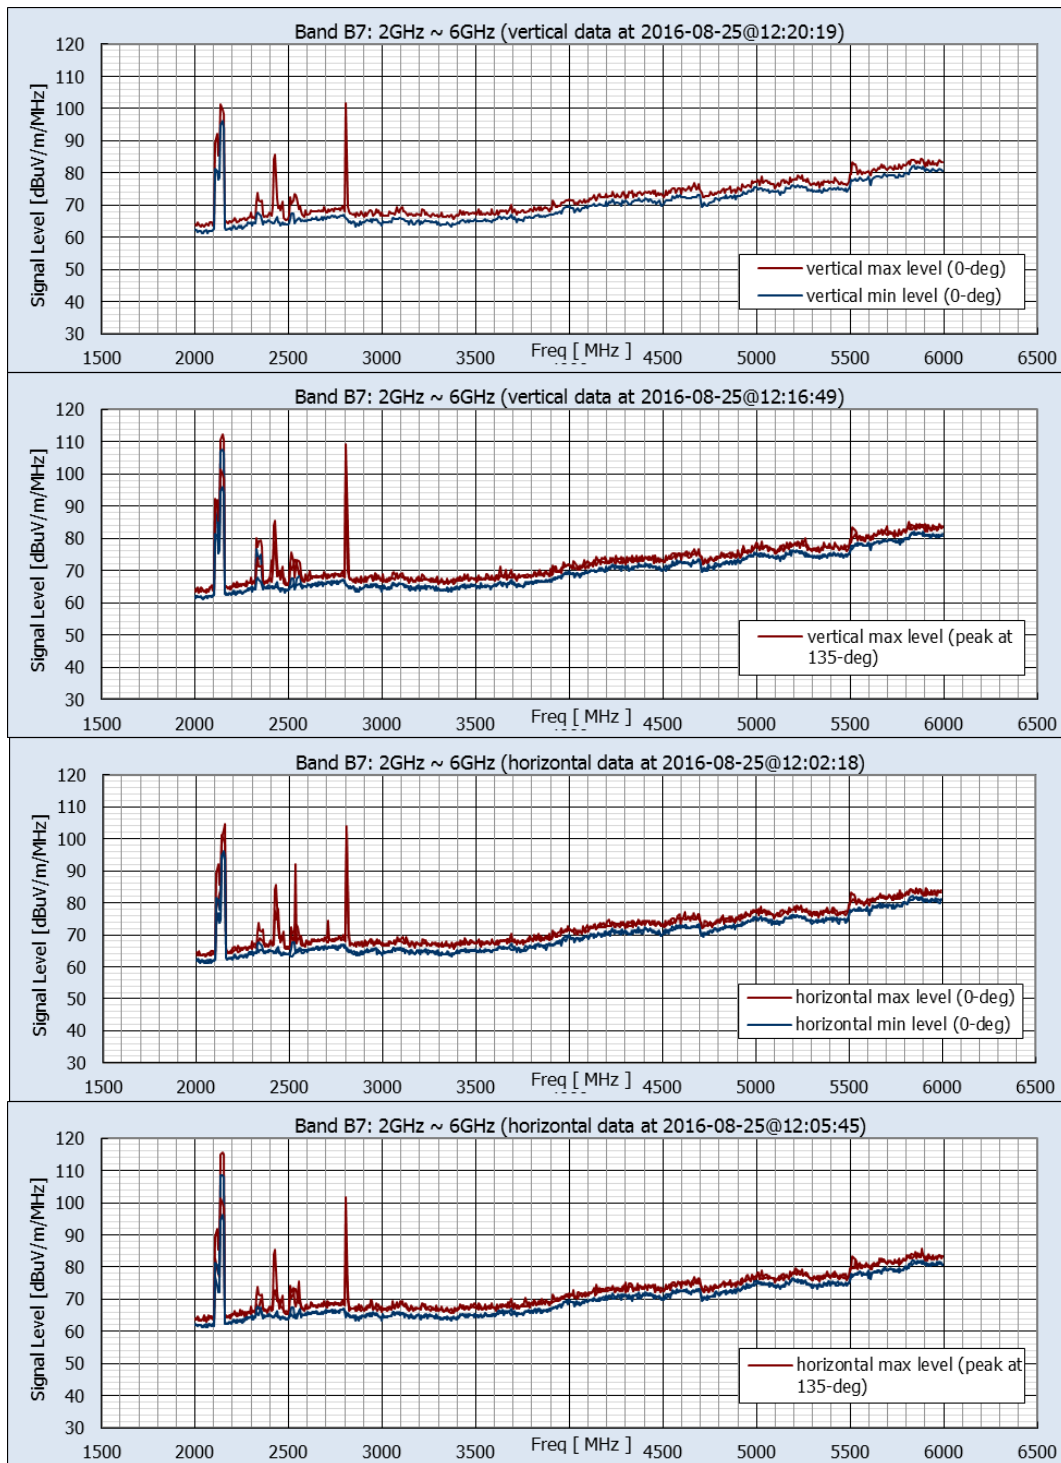 Band B7: 2GHz ~ 6GHz (vertical data at 2016-08-25@12:20:19)
Signal Level [dBuV/m/MHz]
120
110
100
90
80
70
60
50
40
30
vertical max level (0-deg)
vertical min level (0-deg)
1500 2000 2500 3000 3500 4500 5000 5500 6000 6500
Freq [ MHz ]
Band B7: 2GHz ~ 6GHz (vertical data at 2016-08-25@12:16:49)
Signal Level [dBuV/m/MHz]
120
110
100
90
80
70
60
50
40
30
vertical max level (peak at
135-deg)
1500 2000 2500 3000 3500 4500 5000 5500 6000 6500
Freq [ MHz ]
Band B7: 2GHz ~ 6GHz (horizontal data at 2016-08-25@12:02:18)
Signal Level [dBuV/m/MHz]
120
110
100
90
80
70
60
50
40
30
horizontal max level (0-deg)
horizontal min level (0-deg)
1500 2000 2500 3000 3500 4500 5000 5500 6000 6500
Freq [ MHz ]
Band B7: 2GHz ~ 6GHz (horizontal data at 2016-08-25@12:05:45)
Signal Level [dBuV/m/MHz]
120
110
100
90
80
70
60
50
40
30
horizontal max level (peak at
135-deg)
1500 2000 2500 3000 3500 4500 5000 5500 6000 6500
Freq [ MHz ]